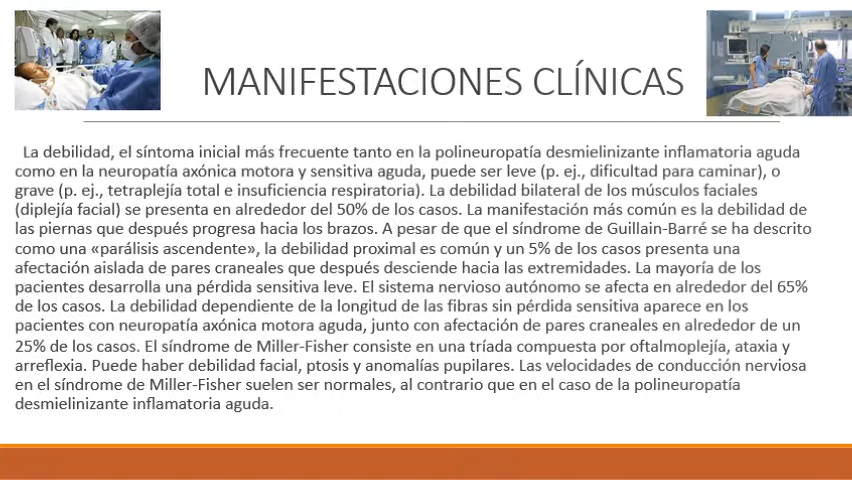 MANIFESTACIONES CLÍNICAS
La debilidad, el síntoma inicial más frecuente tanto en la polineuropatía desmielinizante inflamatoria aguda
como en la neuropatía axónica motora y sensitiva aguda, puede ser leve (p. ej., dificultad para caminar), o
grave (p. ej., tetraplejía total e insuficiencia respiratoria). La debilidad bilateral de los músculos faciales
(diplejía facial) se presenta en alrededor del 50% de los casos. La manifestación más común es la debilidad de
las piernas que después progresa hacia los brazos. A pesar de que el síndrome de Guillain-Barré se ha descrito
como una «parálisis ascendente», la debilidad proximal es común y un 5% de los casos presenta una
afectación aislada de pares craneales que después desciende hacia las extremidades. La mayoría de los
pacientes desarrolla una pérdida sensitiva leve. El sistema nervioso autónomo se afecta en alrededor del 65%
de los casos. La debilidad dependiente de la longitud de las fibras sin pérdida sensitiva aparece en los
pacientes con neuropatía axónica motora aguda, junto con afectación de pares craneales en alrededor de un
25% de los casos. El síndrome de Miller-Fisher consiste en una tríada compuesta por oftalmoplejía, ataxia y
arreflexia. Puede haber debilidad facial, ptosis y anomalías pupilares. Las velocidades de conducción nerviosa
en el síndrome de Miller-Fisher suelen ser normales, al contrario que en el caso de la polineuropatía
desmielinizante inflamatoria aguda.